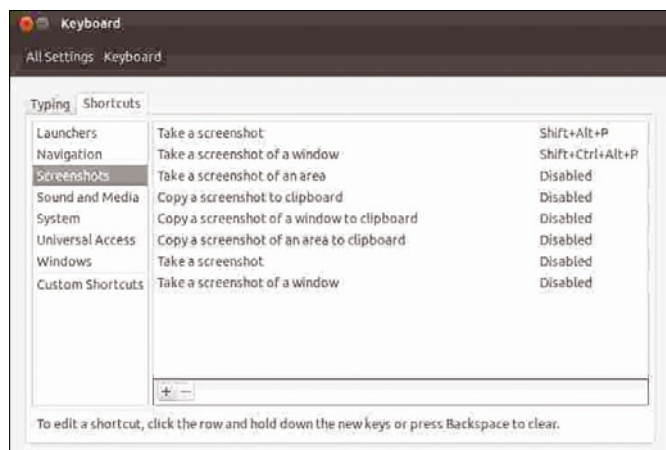 Keyboard
All Settings Keyboard
Typing Shortcuts
Launchers
Navigation
Screenshots
Sound and Media
System
Universal Access
Windows
Custom Shortcuts
Take a screenshot Shift+Alt+P
Take a screenshot of a window Shift+Ctrl+Alt+P
Take a screenshot of an area Disabled
Copy a screenshot to clipboard Disabled
Copy a screenshot of a window to clipboard Disabled
Copy a screenshot of an area to clipboard Disabled
Take a screenshot Disabled
Take a screenshot of a window Disabled
+ −
To edit a shortcut, click the row and hold down the new keys or press Backspace to clear.